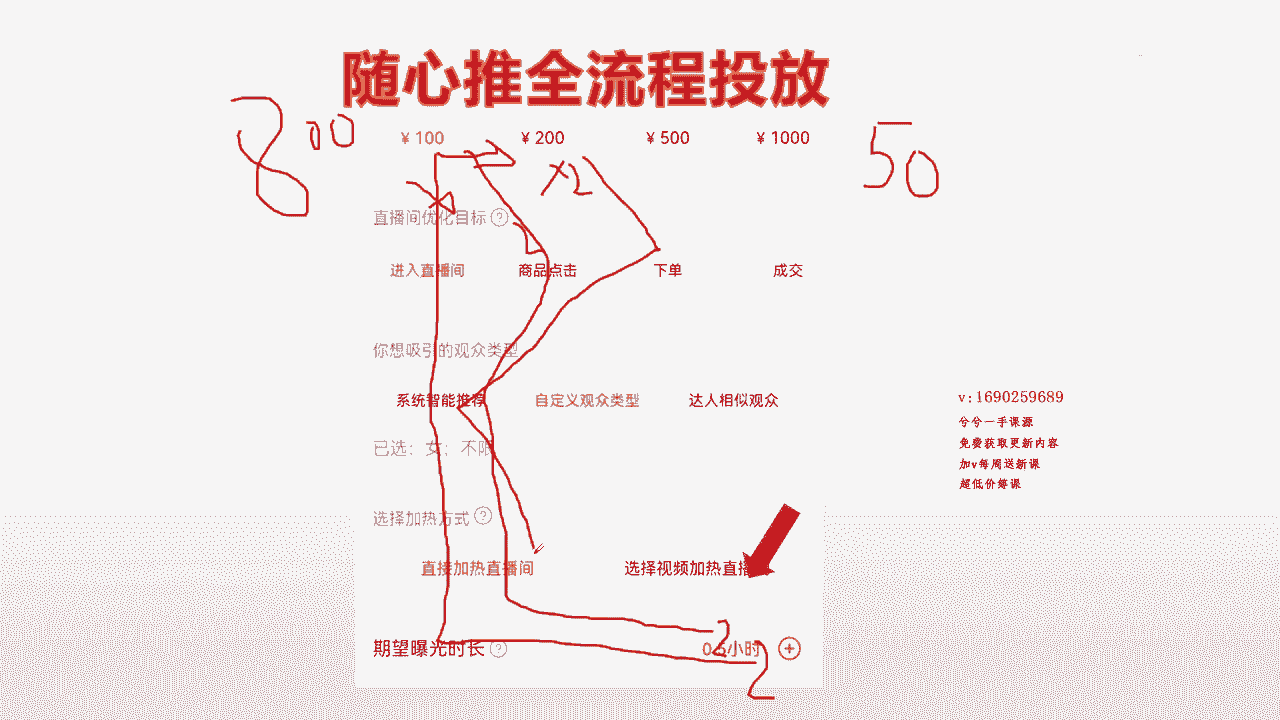 随心推全流程投放
800
¥ 100 ¥ 200 ¥ 500 ¥ 1000
50
×2
直播间优化目标 ?
进入直播间 商品点击 下单 成交
你想吸引的观众类型
系统智能推荐 自定义观众类型 达人相似观众
v:1690259689
兮兮一手课源
免费获取更新内容
加v每周送新课
超低价筹课
已选：女；不限
选择加热方式 ?
直接加热直播间 选择视频加热直播
期望曝光时长 ? 0.5小时 +
2
2